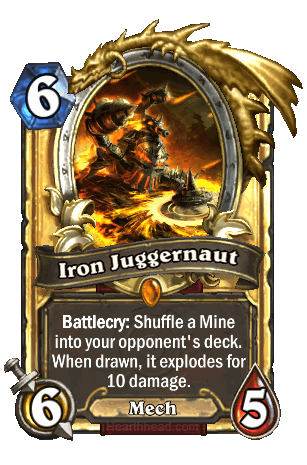 6
Iron Juggernaut
Battlecry: Shuffle a Mine
into your opponent's deck.
When drawn, it explodes for
10 damage.
6
Mech
5
Hearthhead.com